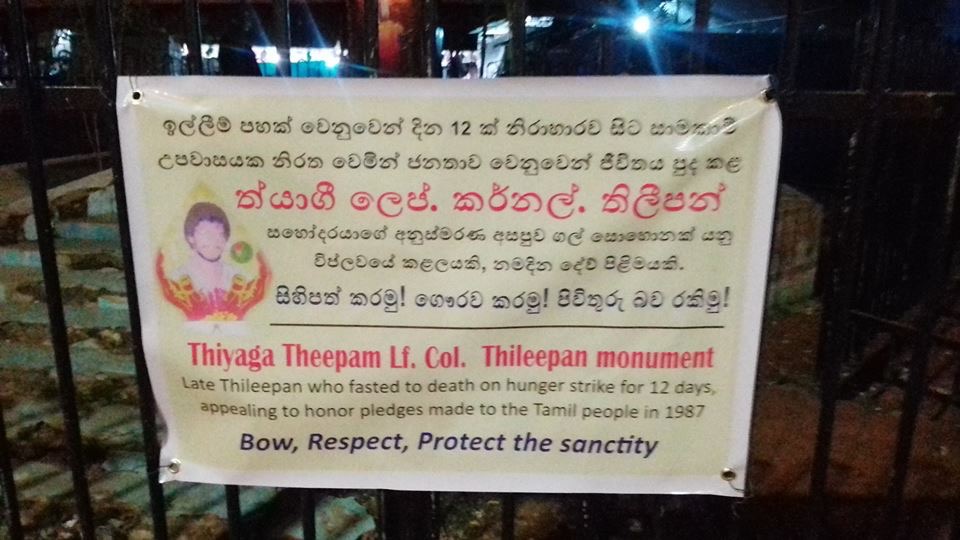 ඉල්ලීම් පහක් වෙනුවෙන් දින 12 ක් නිරාහාරව සිට සාමකාමී
උපවාසයක නිරත වෙමින් ජනතාව වෙනුවෙන් ජීවිතය පුද කළ
ත්යාගී ලෙප්. කර්නල්. තිලීපන්
සහෝදරයාගේ අනුස්මරණ අසපුව ගල් සොහොනක් යනු
විප්ලවයේ කළලයකි, නමදින දේව පිළිමයකි.
සිහිපත් කරමු! ගෞරව කරමු! පිවිතුරු බව රකිමු!
Thiyaga Theepam Lf. Col. Thileepan monument
Late Thileepan who fasted to death on hunger strike for 12 days,
appealing to honor pledges made to the Tamil people in 1987
Bow, Respect, Protect the sanctity